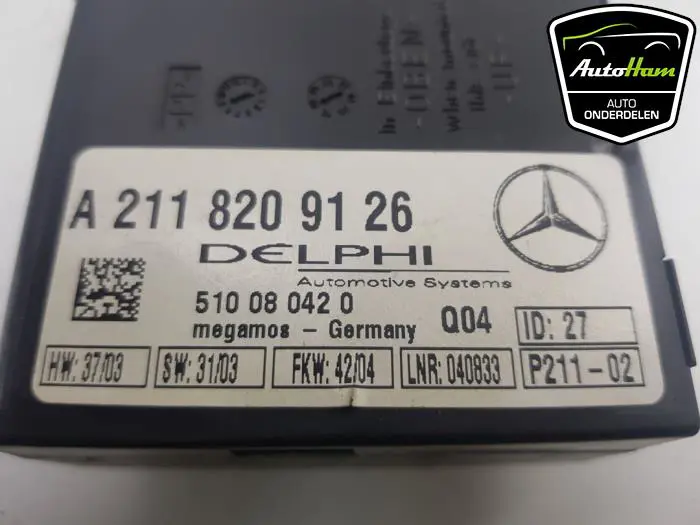 AutoHam
AUTO
ONDERDELEN
OBEN
A 211 820 91 26
DELPHI
Automotive Systems
510 08 042 0
megamos - Germany
Q04
ID: 27
HW: 37/03
SW: 31/03
FKW: 42/04
LNR: 040833
P211-02